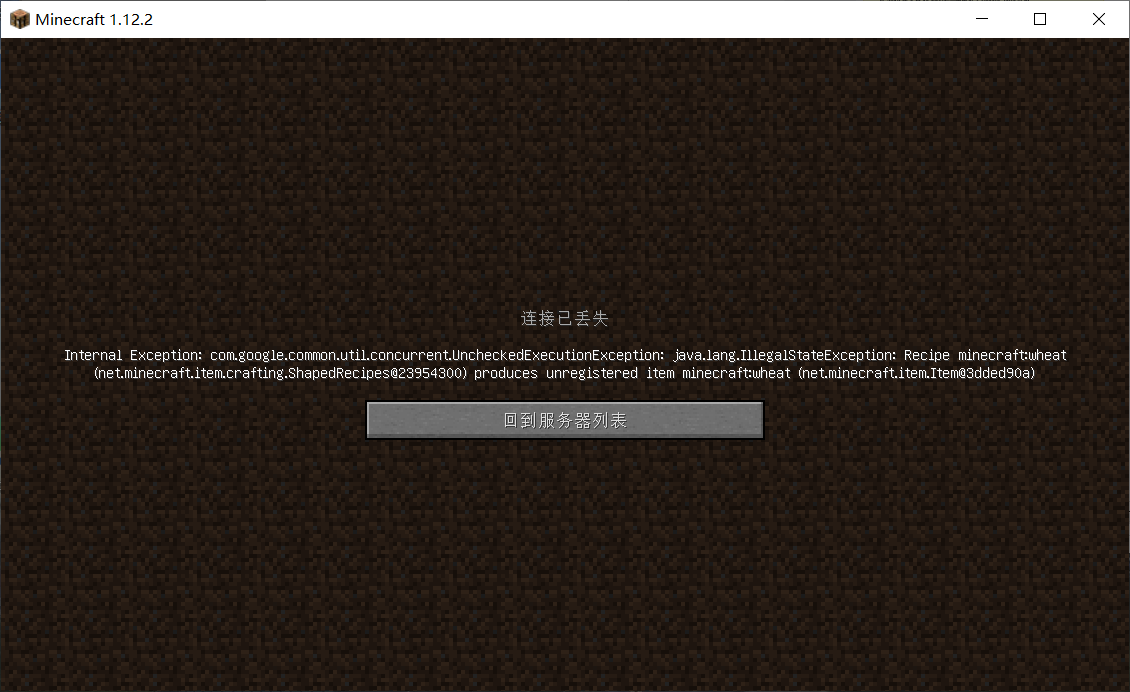 Minecraft 1.12.2
连接已丢失
Internal Exception: com.google.common.util.concurrent.UncheckedExecutionException: java.lang.IllegalStateException: Recipe minecraft:wheat
(net.minecraft.item.crafting.ShapedRecipes@23954300) produces unregistered item minecraft:wheat (net.minecraft.item.Item@3dded90a)
回到服务器列表